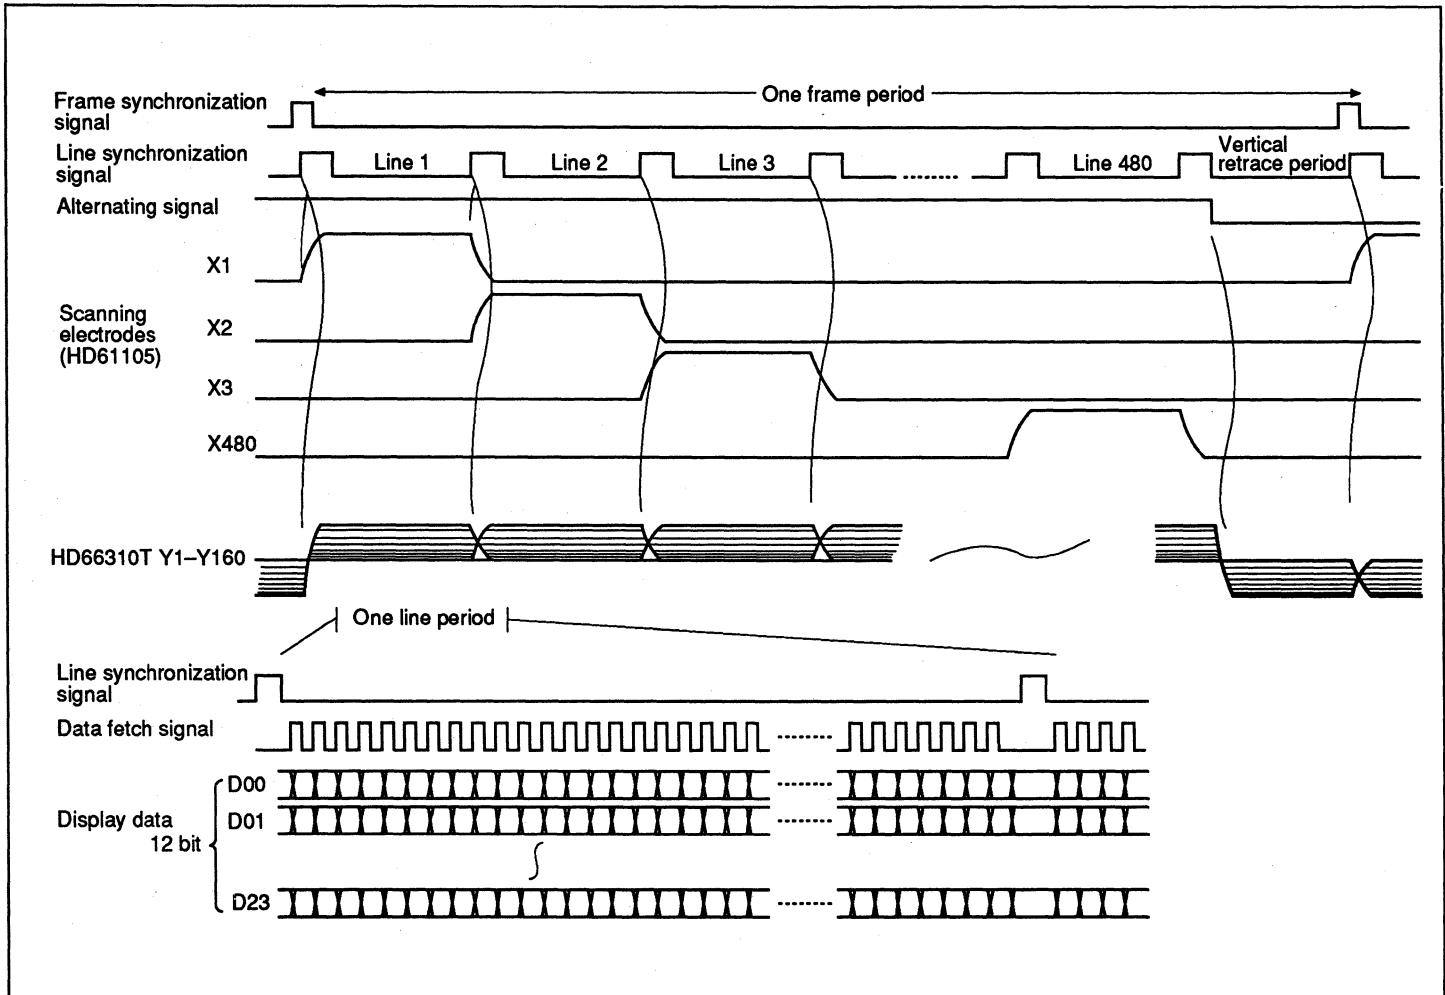 One frame period
Frame synchronization
signal
Line synchronization
signal
Line 1
Line 2
Line 3
Line 480
Vertical
retrace period
Alternating signal
X1
Scanning
electrodes
(HD61105)
X2
X3
X480
HD66310T Y1–Y160
One line period
Line synchronization
signal
Data fetch signal
D00
Display data
12 bit
D01
D23